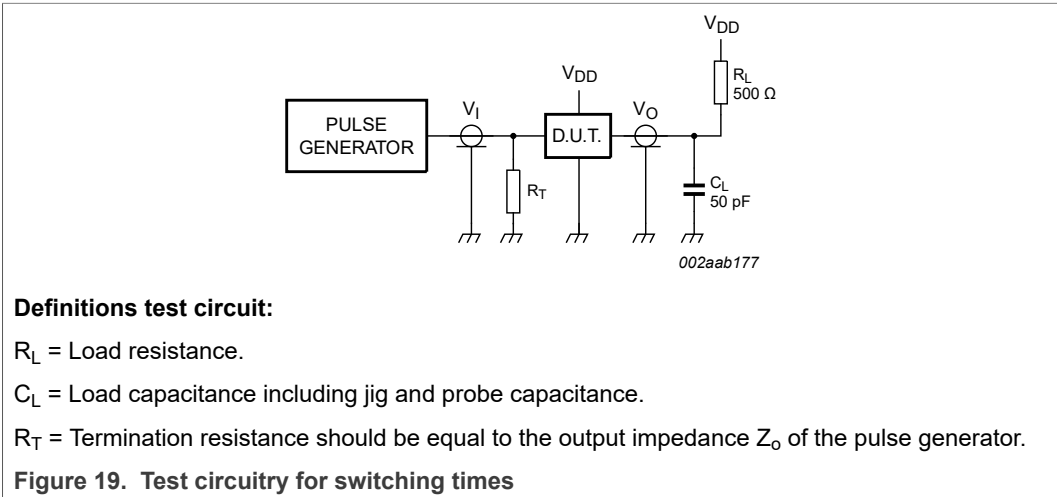 V_DD
R_L
500 Ω
V_DD
V_I
V_O
PULSE
GENERATOR
D.U.T.
R_T
C_L
50 pF
002aab177
Definitions test circuit:
R_L = Load resistance.
C_L = Load capacitance including jig and probe capacitance.
R_T = Termination resistance should be equal to the output impedance Z_o of the pulse generator.
Figure 19. Test circuitry for switching times